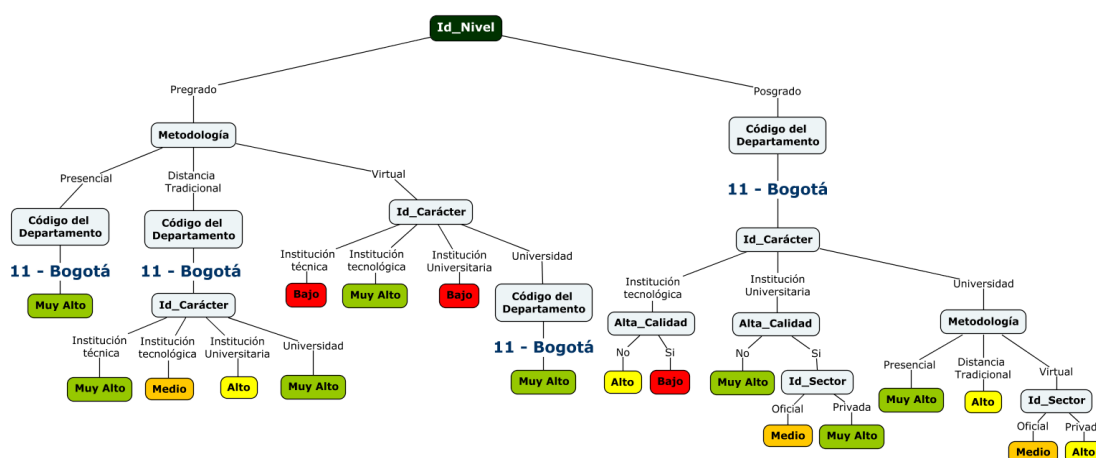 Id_Nivel
Pregrado
Posgrado
Metodología
Código del
Departamento
Presencial
Distancia
Tradicional
Virtual
11 - Bogotá
Código del
Departamento
Código del
Departamento
Id_Carácter
Id_Carácter
11 - Bogotá
11 - Bogotá
Institución
técnica
Institución
tecnológica
Institución
Universitaria
Universidad
Institución
tecnológica
Institución
Universitaria
Universidad
Muy Alto
Id_Carácter
Bajo
Muy Alto
Bajo
Código del
Departamento
Alta_Calidad
Alta_Calidad
Metodología
Institución
técnica
Institución
tecnológica
Institución
Universitaria
Universidad
11 - Bogotá
No
Si
No
Si
Presencial
Distancia
Tradicional
Virtual
Muy Alto
Medio
Alto
Muy Alto
Muy Alto
Alto
Bajo
Muy Alto
Id_Sector
Muy Alto
Alto
Id_Sector
Oficial
Privada
Oficial
Privada
Medio
Muy Alto
Medio
Alto